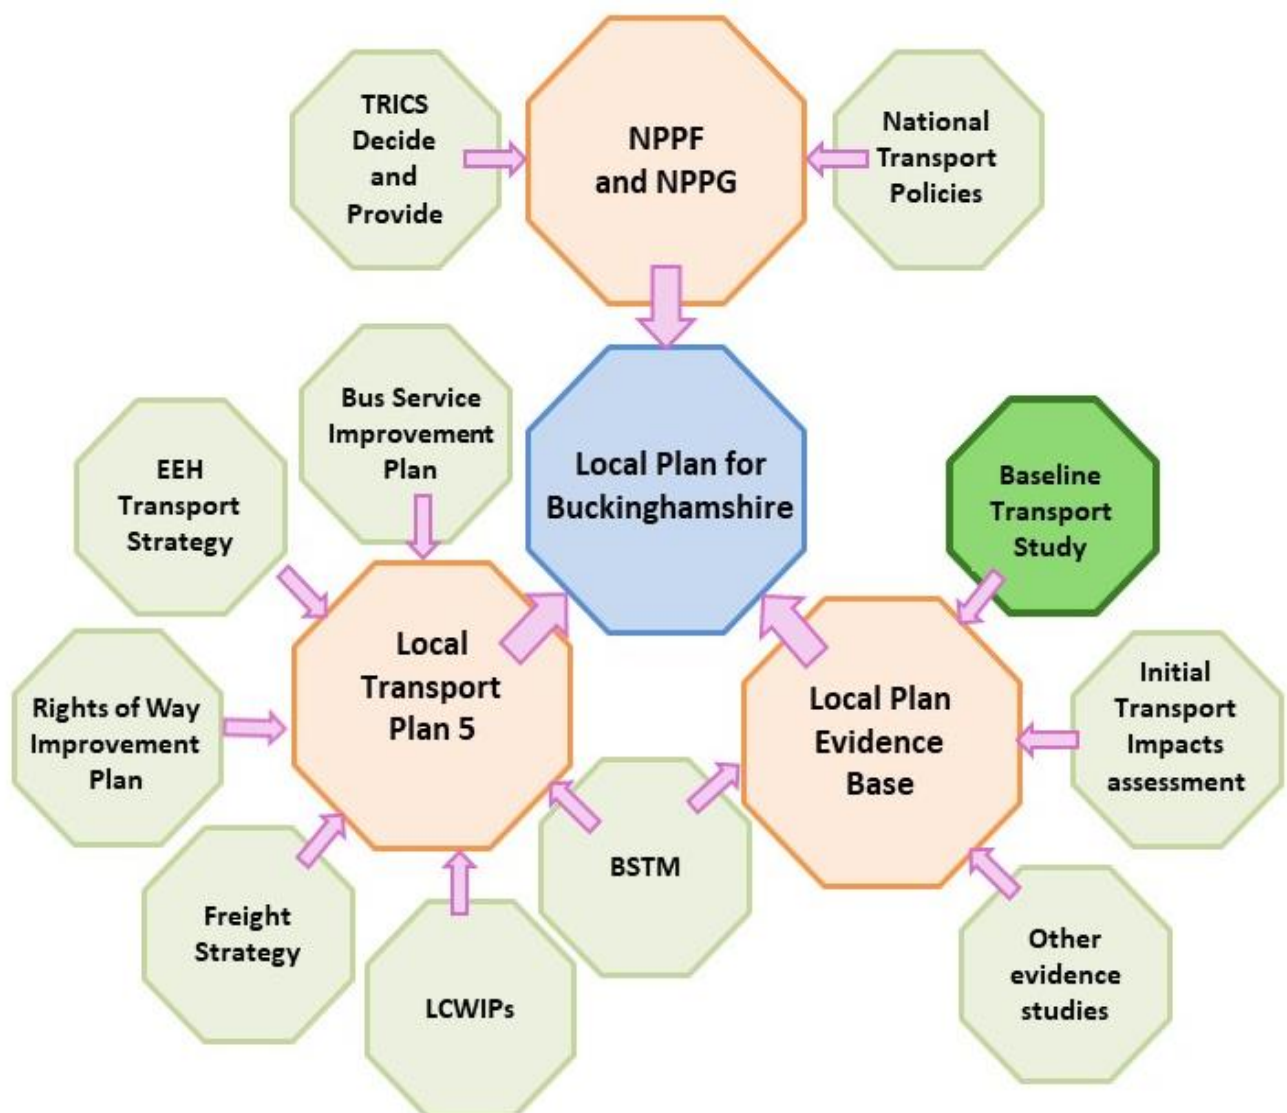 TRICS
Decide
and
Provide
NPPF
and NPPG
National
Transport
Policies
Bus Service
Improvement
Plan
Local Plan for
Buckinghamshire
EEH
Transport
Strategy
Baseline
Transport
Study
Local
Transport
Plan 5
Rights of Way
Improvement
Plan
Local Plan
Evidence
Base
Initial
Transport
Impacts
assessment
BSTM
Freight
Strategy
LCWIPs
Other
evidence
studies